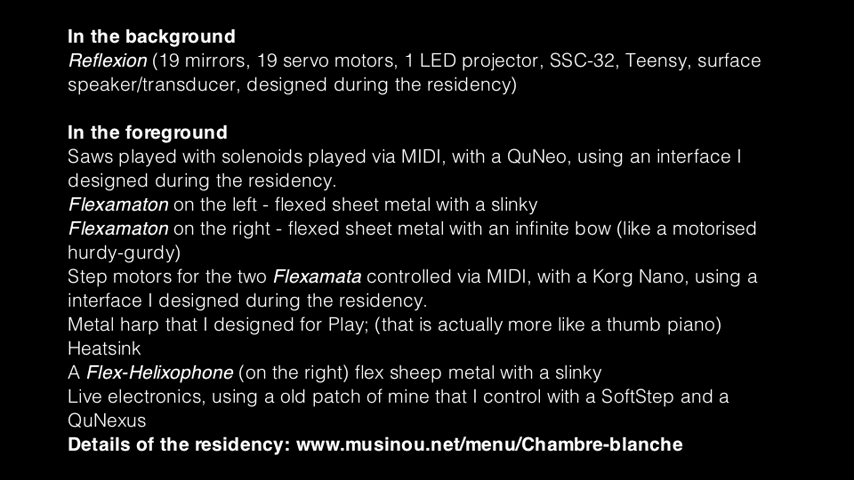 In the background
Reflexion (19 mirrors, 19 servo motors, 1 LED projector, SSC-32, Teensy, surface
speaker/transducer, designed during the residency)
In the foreground
Saws played with solenoids played via MIDI, with a QuNeo, using an interface I
designed during the residency.
Flexamaton on the left - flexed sheet metal with a slinky
Flexamaton on the right - flexed sheet metal with an infinite bow (like a motorised
hurdy-gurdy)
Step motors for the two Flexamata controlled via MIDI, with a Korg Nano, using a
interface I designed during the residency.
Metal harp that I designed for Play; (that is actually more like a thumb piano)
Heatsink
A Flex-Helixophone (on the right) flex sheep metal with a slinky
Live electronics, using a old patch of mine that I control with a SoftStep and a
QuNexus
Details of the residency: www.musinou.net/menu/Chambre-blanche